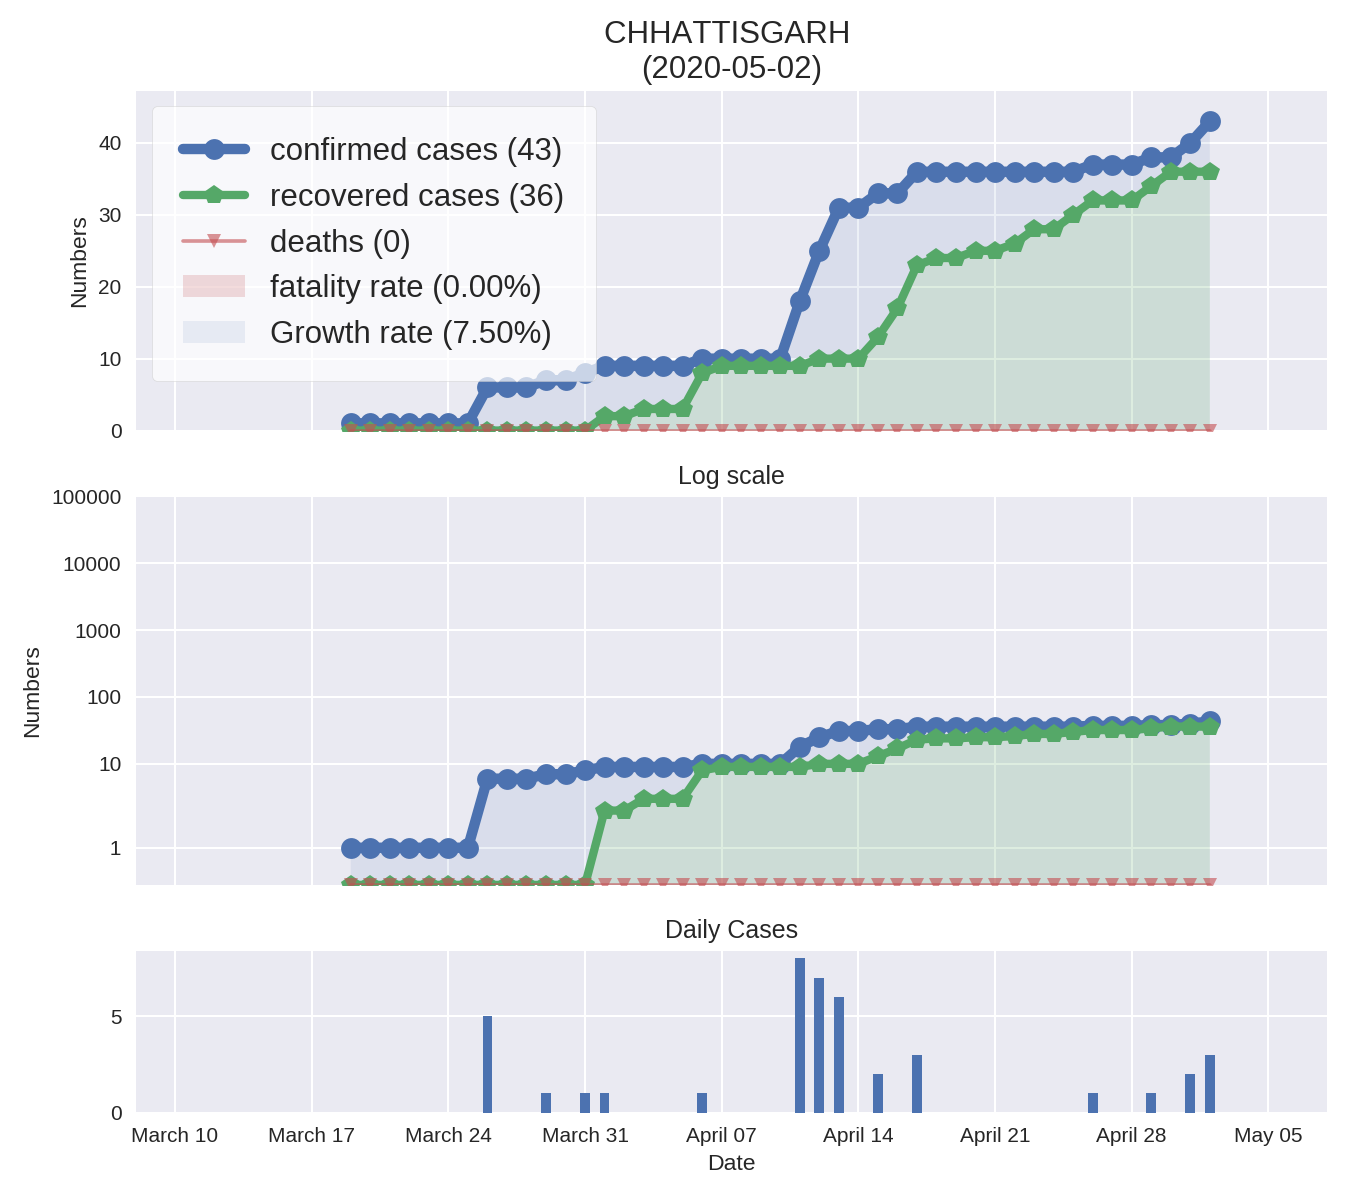 CHHATTISGARH
(2020-05-02)
confirmed cases (43)
recovered cases (36)
deaths (0)
fatality rate (0.00%)
Growth rate (7.50%)
40
30
20
10
0
Numbers
Log scale
100000
10000
1000
100
10
1
Numbers
Daily Cases
5
0
March 10 March 17 March 24 March 31 April 07 April 14 April 21 April 28 May 05
Date